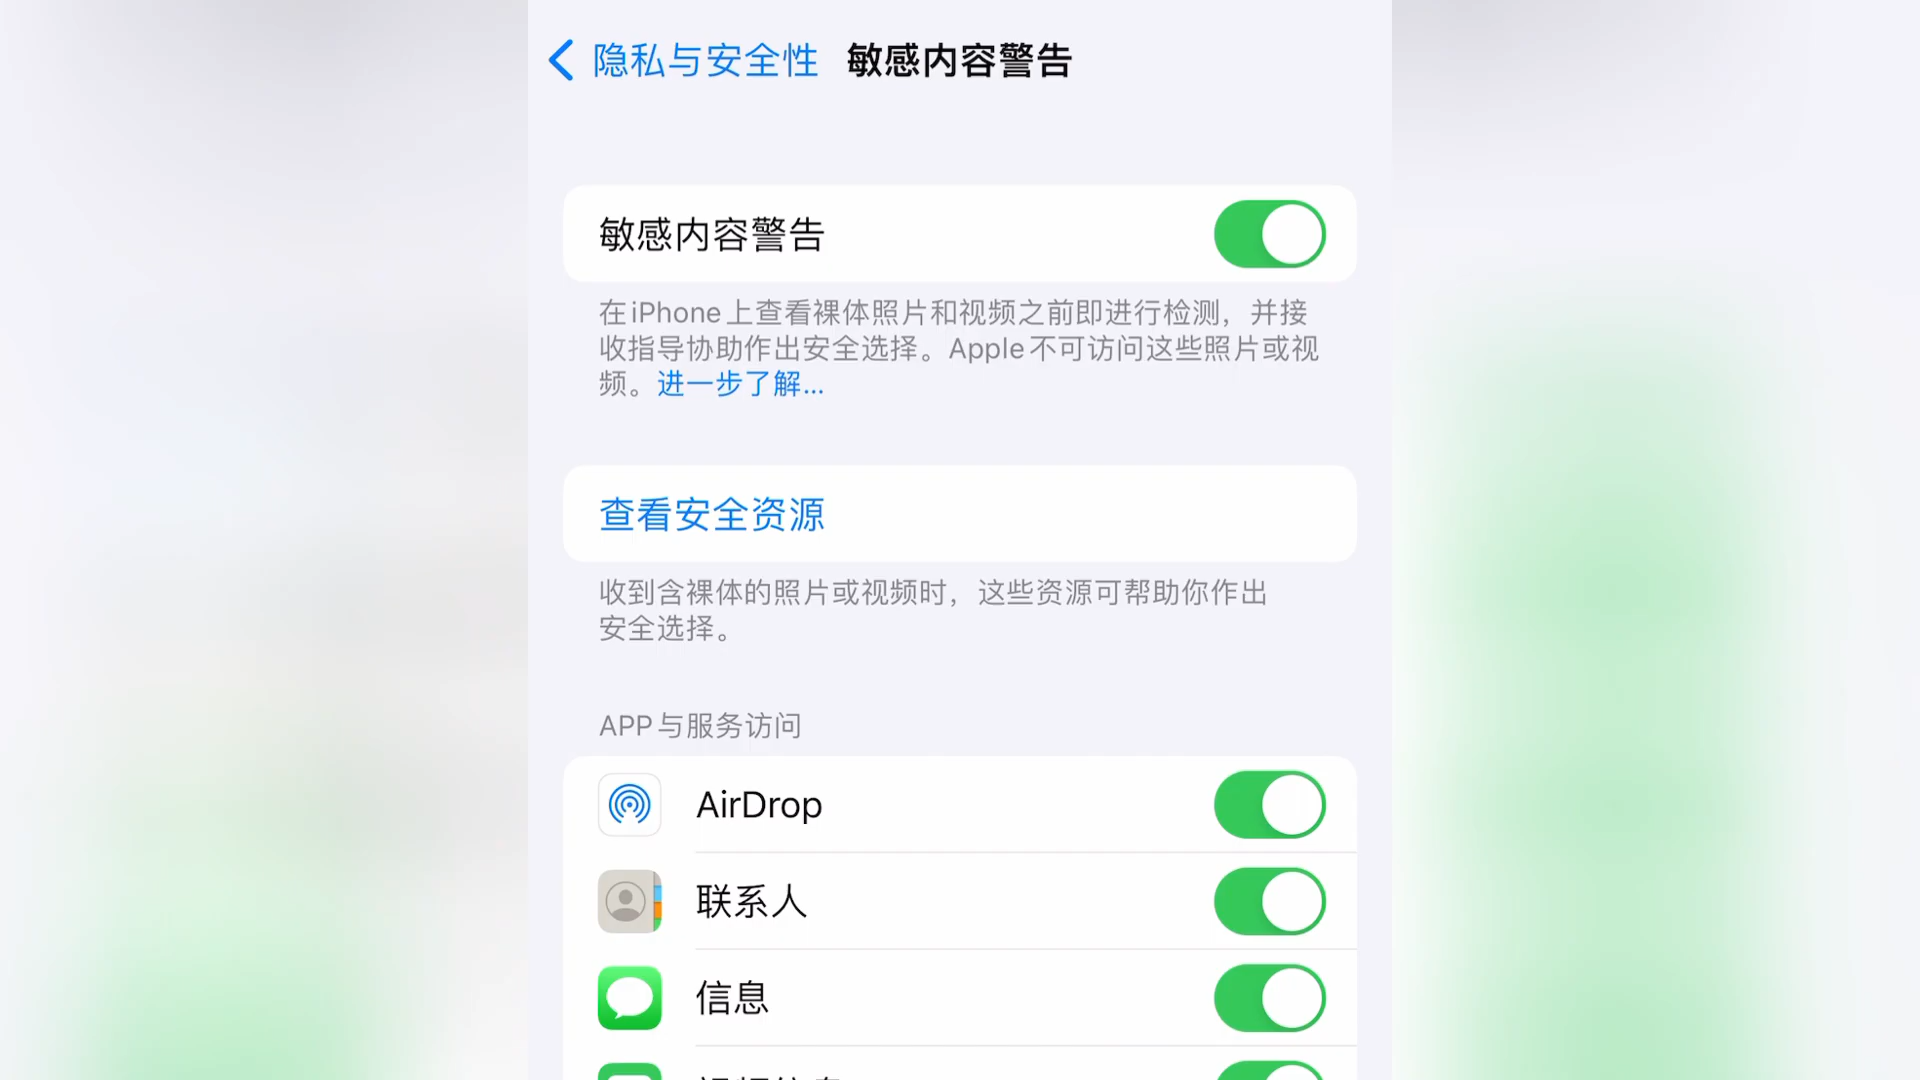 隐私与安全性 敏感内容警告
敏感内容警告
在iPhone上查看裸体照片和视频之前即进行检测，并接
收指导协助作出安全选择。Apple不可访问这些照片或视
频。进一步了解...
查看安全资源
收到含裸体的照片或视频时，这些资源可帮助你作出
安全选择。
APP与服务访问
AirDrop
联系人
信息